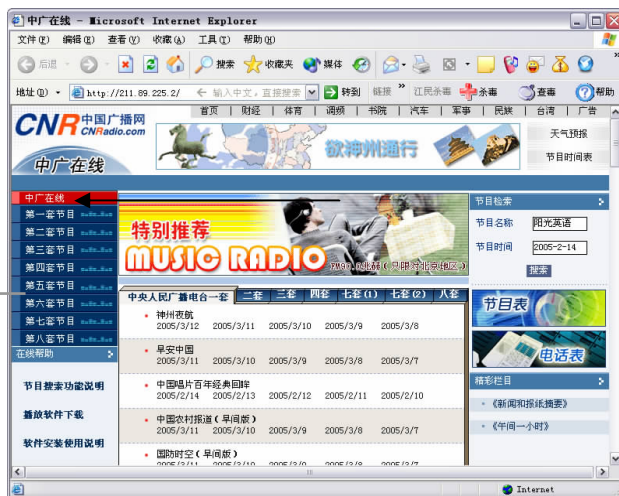 中广在线 - Microsoft Internet Explorer
文件(F) 编辑(E) 查看(V) 收藏(A) 工具(T) 帮助(H)
后退 搜索 收藏夹 媒体
地址(D) http://211.89.225.2/ 输入中文，直接搜索 转到 链接 » 江民杀毒 杀毒 查毒 帮助
首页 | 财经 | 体育 | 调频 | 书院 | 汽车 | 军事 | 民族 | 台湾 | 广告
CNR 中国广播网
CNRadio.com
中广在线
欲神州通行
天气预报
节目时间表
中广在线
第一套节目
第二套节目
第三套节目
第四套节目
第五套节目
第六套节目
第七套节目
第八套节目
在线帮助
节目搜索功能说明
播放软件下载
软件安装使用说明
特别推荐
MUSIC RADIO
(只限对北京地区)
中央人民广播电台一套 二套 三套 四套 七套(1) 七套(2) 八套
神州夜航
2005/3/12 2005/3/11 2005/3/10 2005/3/9 2005/3/8
早安中国
2005/3/11 2005/3/10 2005/3/9 2005/3/8 2005/3/7
中国唱片百年经典回眸
2005/2/14 2005/2/13 2005/2/12 2005/2/11 2005/2/10
中国农村报道(早间版)
2005/3/11 2005/3/10 2005/3/9 2005/3/8 2005/3/7
国防时空(早间版)
2005/3/11 2005/3/10 2005/3/9 2005/3/8 2005/3/7
节目检索
节目名称 阳光英语
节目时间 2005-2-14
搜索
节目表
电话表
精彩栏目
《新闻和报纸摘要》
《午间一小时》
Internet